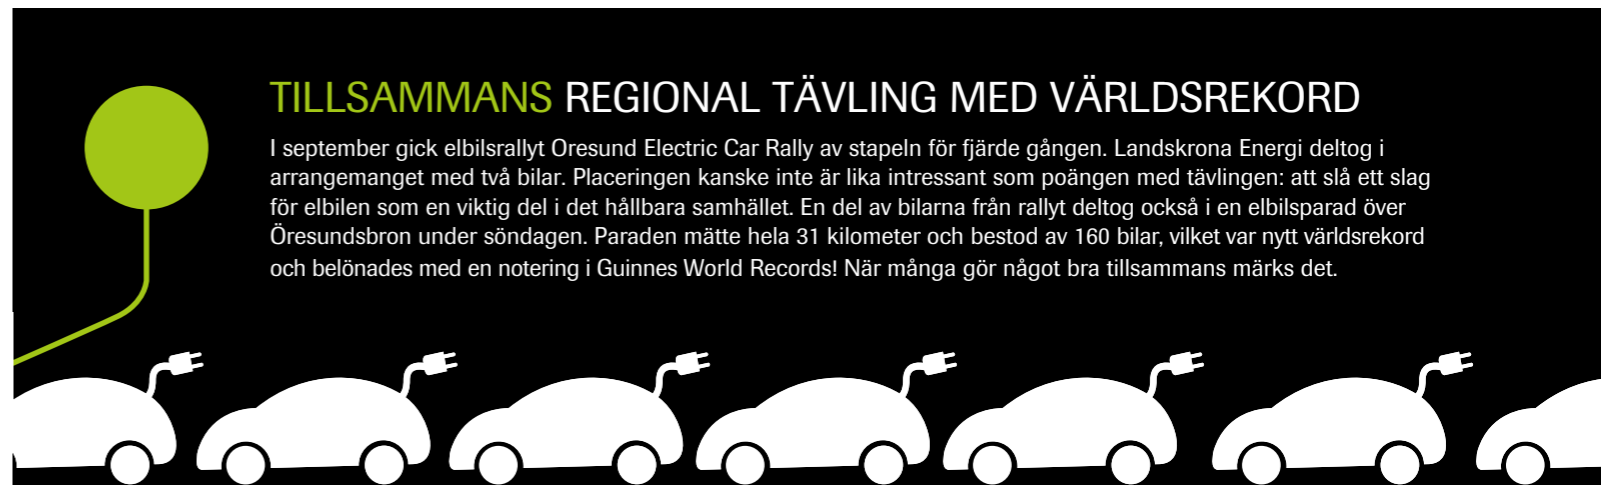 TILLSAMMANS REGIONAL TÄVLING MED VÄRLDSREKORD
I september gick elbilsrallyt Oresund Electric Car Rally av stapeln för fjärde gången. Landskrona Energi deltog i
arrangemanget med två bilar. Placeringen kanske inte är lika intressant som poängen med tävlingen: att slå ett slag
för elbilen som en viktig del i det hållbara samhället. En del av bilarna från rallyt deltog också i en elbilsparad över
Öresundsbron under söndagen. Paraden mätte hela 31 kilometer och bestod av 160 bilar, vilket var nytt världsrekord
och belönades med en notering i Guinnes World Records! När många gör något bra tillsammans märks det.